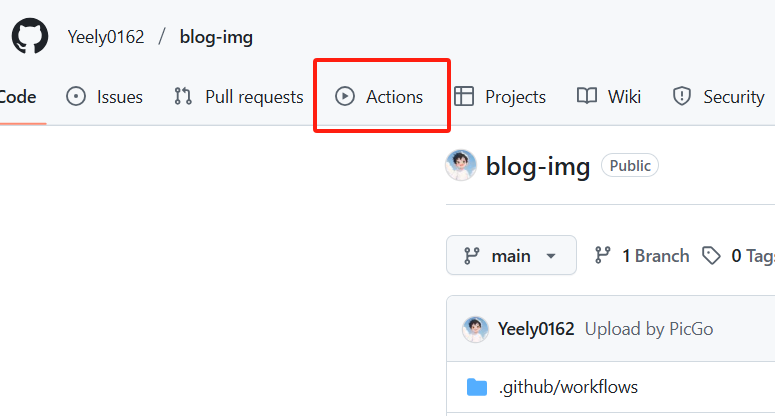 Yeely0162 / blog-img
Code Issues Pull requests Actions Projects Wiki Security
blog-img Public
main 1 Branch 0 Tags
Yeely0162 Upload by PicGo
.github/workflows